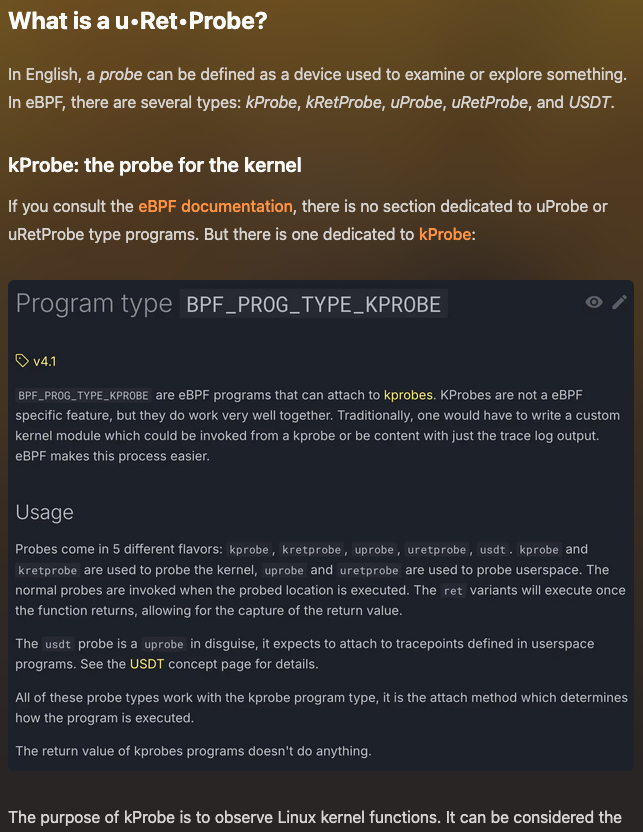 What is a u•Ret•Probe?
In English, a probe can be defined as a device used to examine or explore something.
In eBPF, there are several types: kProbe, kRetProbe, uProbe, uRetProbe, and USDT.
kProbe: the probe for the kernel
If you consult the eBPF documentation, there is no section dedicated to uProbe or
uRetProbe type programs. But there is one dedicated to kProbe:
Program type BPF_PROG_TYPE_KPROBE
v4.1
BPF_PROG_TYPE_KPROBE are eBPF programs that can attach to kprobes. KProbes are not a eBPF
specific feature, but they do work very well together. Traditionally, one would have to write a custom
kernel module which could be invoked from a kprobe or be content with just the trace log output.
eBPF makes this process easier.
Usage
Probes come in 5 different flavors: kprobe, kretprobe, uprobe, uretprobe, usdt. kprobe and
kretprobe are used to probe the kernel, uprobe and uretprobe are used to probe userspace. The
normal probes are invoked when the probed location is executed. The ret variants will execute once
the function returns, allowing for the capture of the return value.
The usdt probe is a uprobe in disguise, it expects to attach to tracepoints defined in userspace
programs. See the USDT concept page for details.
All of these probe types work with the kprobe program type, it is the attach method which determines
how the program is executed.
The return value of kprobes programs doesn't do anything.
The purpose of kProbe is to observe Linux kernel functions. It can be considered the